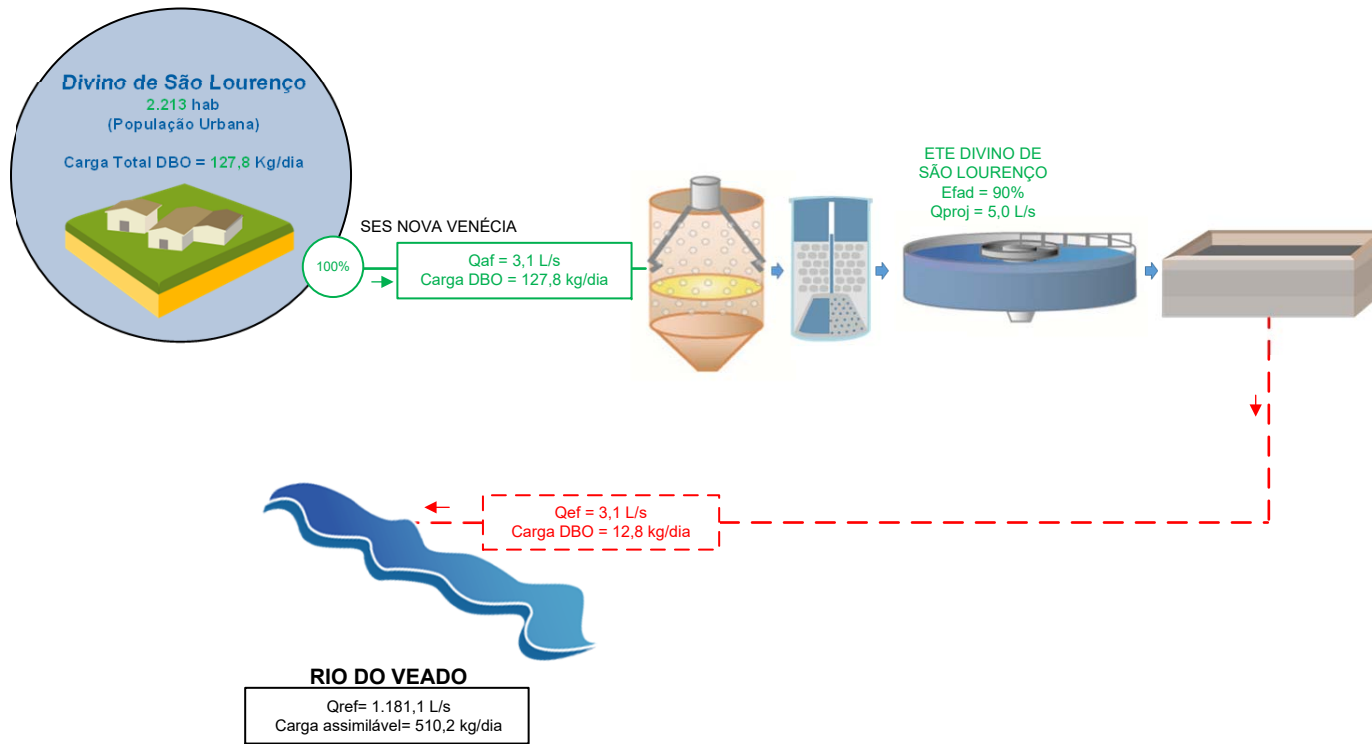 Divino de São Lourenço
2.213 hab
(População Urbana)
Carga Total DBO = 127,8 Kg/dia
100%
SES NOVA VENÉCIA
Qaf = 3,1 L/s
Carga DBO = 127,8 kg/dia
ETE DIVINO DE
SÃO LOURENÇO
Efad = 90%
Qproj = 5,0 L/s
Qef = 3,1 L/s
Carga DBO = 12,8 kg/dia
RIO DO VEADO
Qref= 1.181,1 L/s
Carga assimilável= 510,2 kg/dia